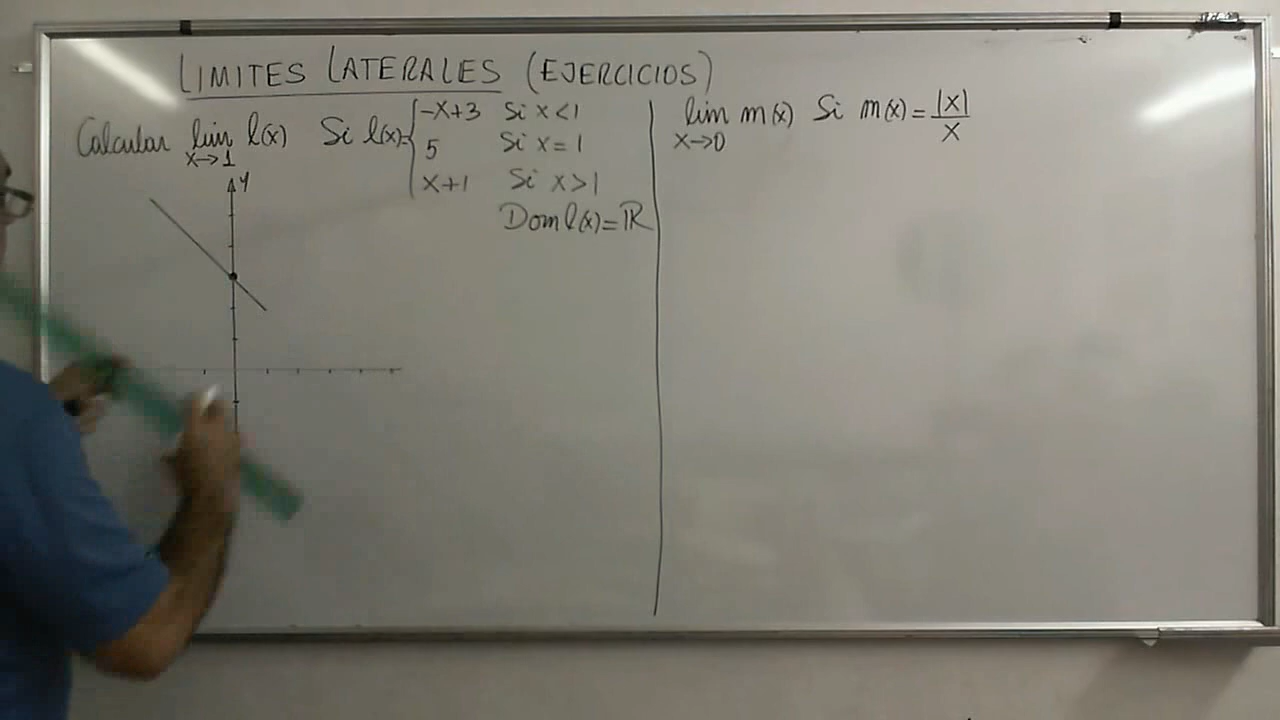 LIMITES LATERALES (EJERCICIOS)
Calcular lim l(x) Si l(x)= { -x+3 Si x<1
x→1
5 Si x=1
x+1 Si x>1
Dom l(x)=ℝ
y
lim m(x) Si m(x)= |x|/x
x→0